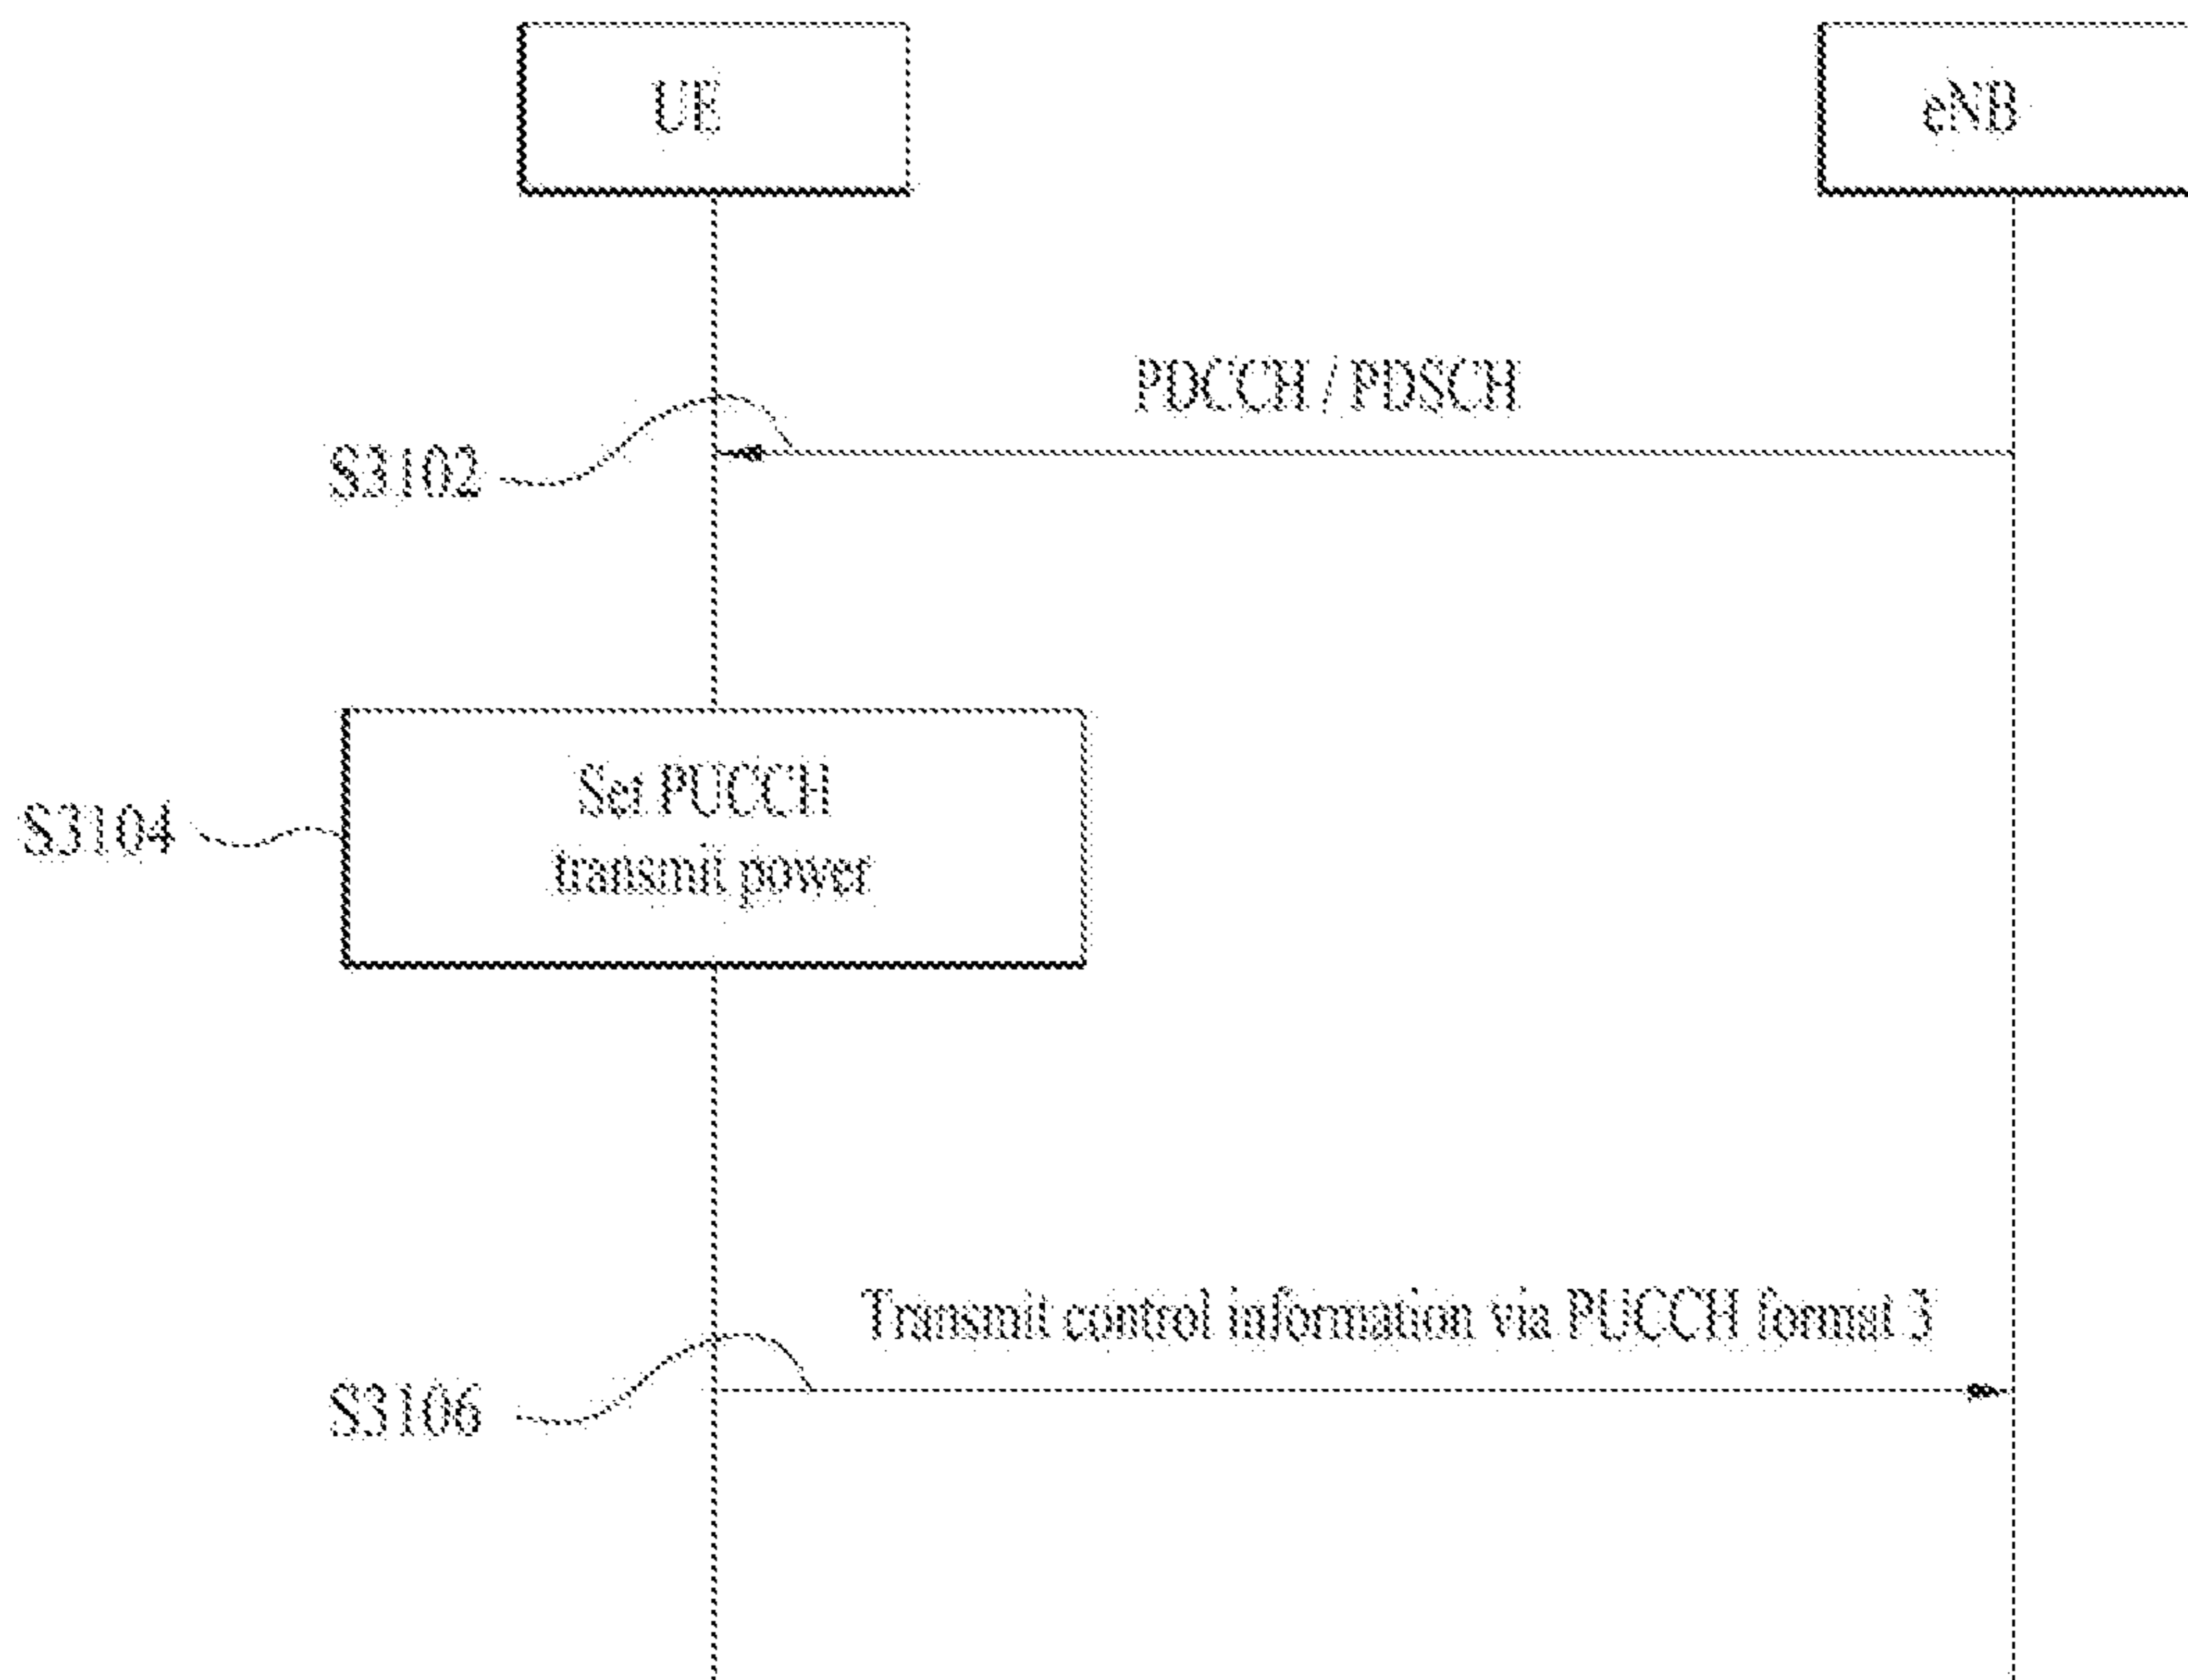 UE
eNB
PDCCH / PDSCH
S3102
Set PUCCH
transmit power
S3104
Transmit control information via PUCCH format 3
S3106